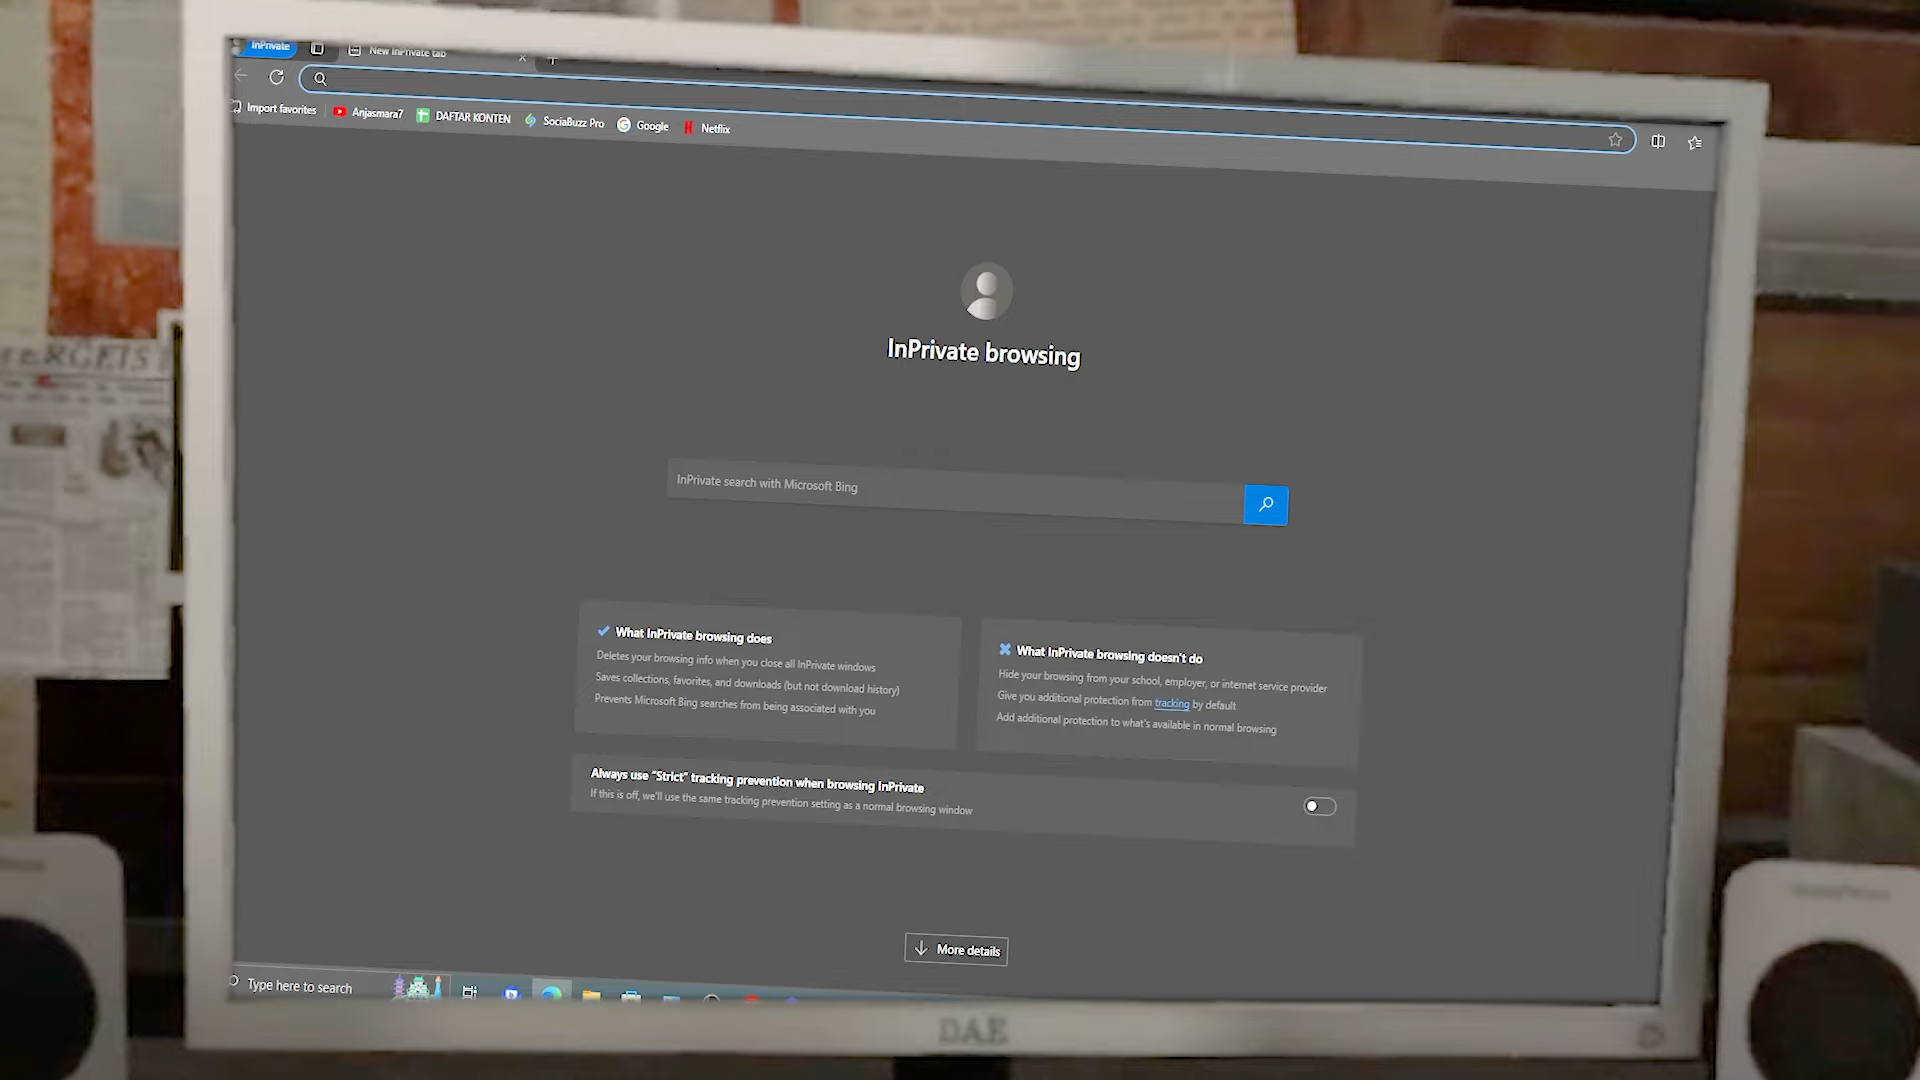 InPrivate
New InPrivate tab
Import favorites
Anjasmara7
DAFTAR KONTEN
SociaBuzz Pro
Google
Netflix
InPrivate browsing
InPrivate search with Microsoft Bing
What InPrivate browsing does
Deletes your browsing info when you close all InPrivate windows
Saves collections, favorites, and downloads (but not download history)
Prevents Microsoft Bing searches from being associated with you
What InPrivate browsing doesn't do
Hide your browsing from your school, employer, or internet service provider
Give you additional protection from tracking by default
Add additional protection to what's available in normal browsing
Always use "Strict" tracking prevention when browsing InPrivate
If this is off, we'll use the same tracking prevention setting as a normal browsing window
More details
Type here to search
DAE